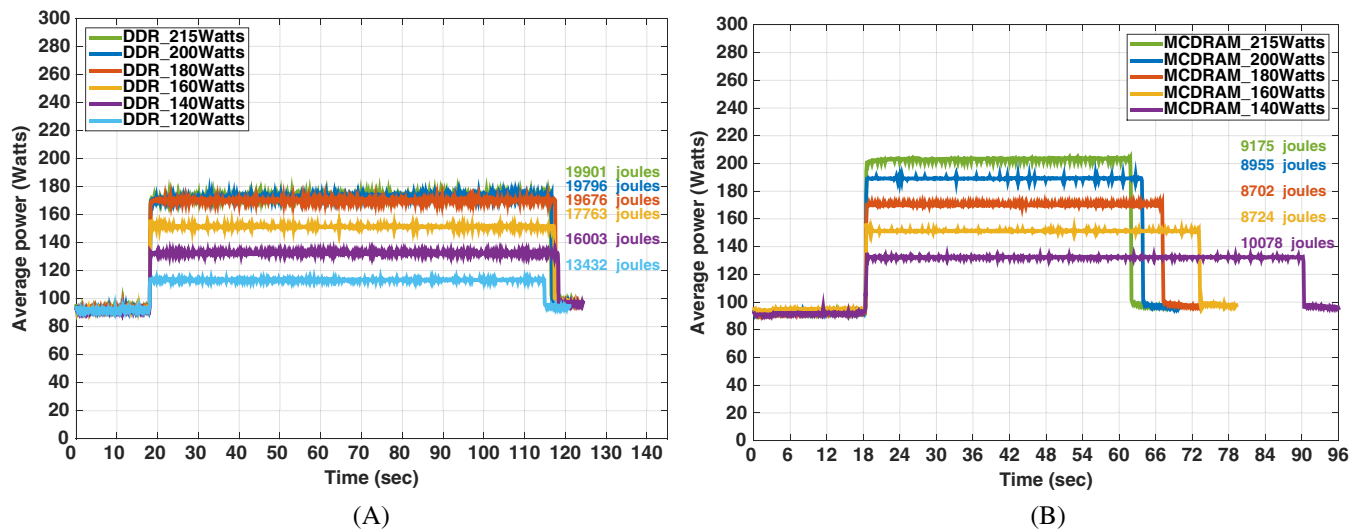 300
280
260
240
220
200
180
160
140
120
100
80
60
40
20
0
Average power (Watts)
DDR_215Watts
DDR_200Watts
DDR_180Watts
DDR_160Watts
DDR_140Watts
DDR_120Watts
19901 joules
19796 joules
19676 joules
17763 joules
16003 joules
13432 joules
0 10 20 30 40 50 60 70 80 90 100 110 120 130 140
Time (sec)
(A)
300
280
260
240
220
200
180
160
140
120
100
80
60
40
20
0
Average power (Watts)
MCDRAM_215Watts
MCDRAM_200Watts
MCDRAM_180Watts
MCDRAM_160Watts
MCDRAM_140Watts
9175 joules
8955 joules
8702 joules
8724 joules
10078 joules
0 6 12 18 24 30 36 42 48 54 60 66 72 78 84 90 96
Time (sec)
(B)